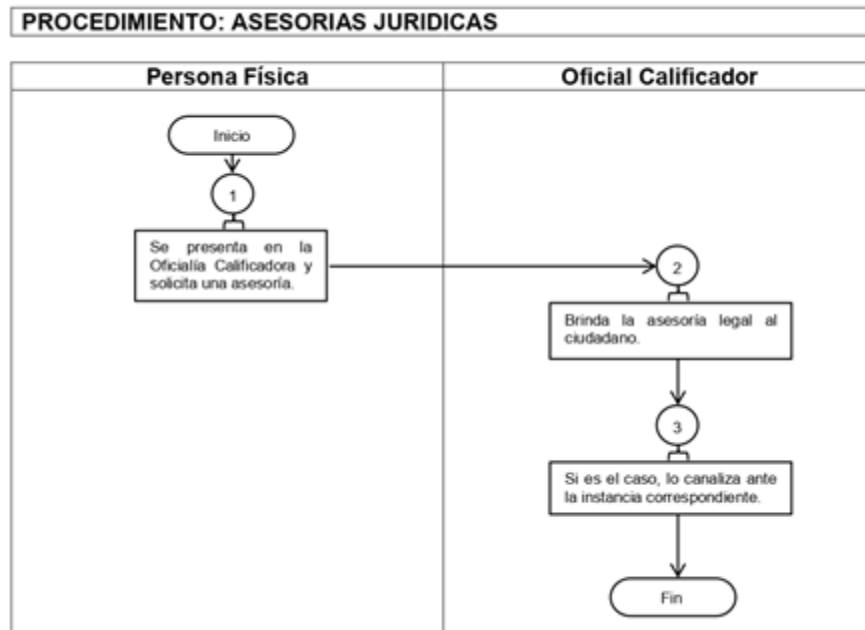 PROCEDIMIENTO: ASESORIAS JURIDICAS
Persona Física
Oficial Calificador
Inicio
1
Se presenta en la
Oficialía Calificadora y
solicita una asesoría.
2
Brinda la asesoría legal al
ciudadano.
3
Si es el caso, lo canaliza ante
la instancia correspondiente.
Fin